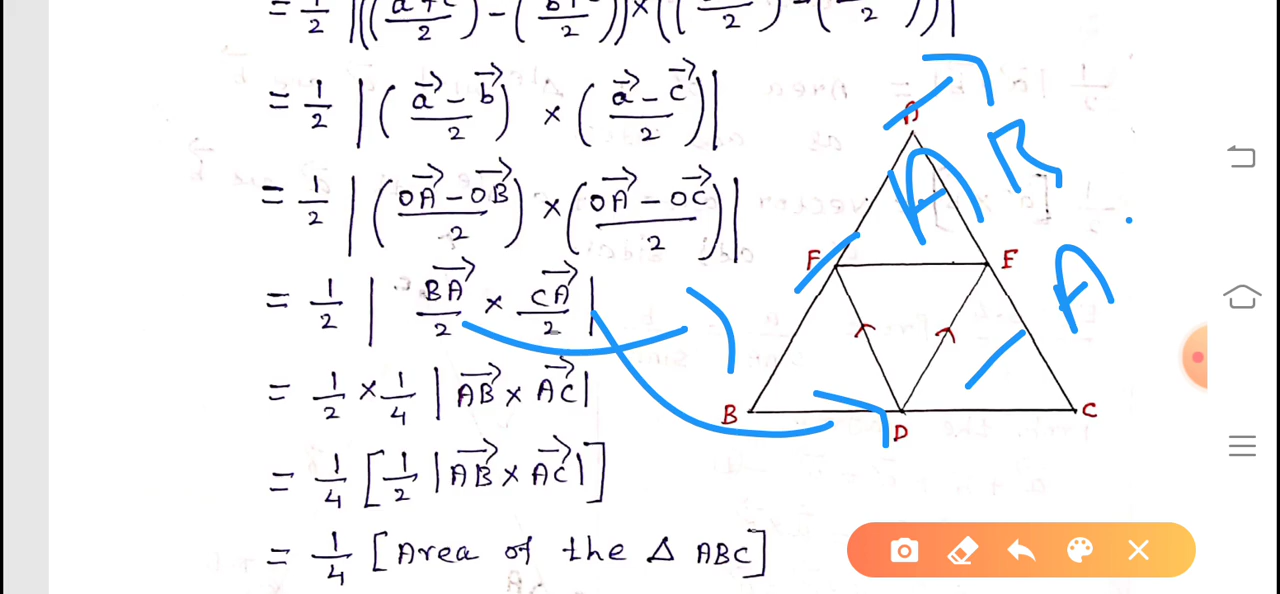 = 1/2 |(a⃗ - b⃗)/2 × (a⃗ - c⃗)/2|
= 1/2 |(OA⃗ - OB⃗)/2 × (OA⃗ - OC⃗)/2|
= 1/2 | BA⃗/2 × CA⃗/2 |
= 1/2 × 1/4 | AB⃗ × AC⃗ |
= 1/4 [1/2 | AB⃗ × AC⃗ |]
= 1/4 [Area of the Δ ABC]
A R
A
F E
B D C